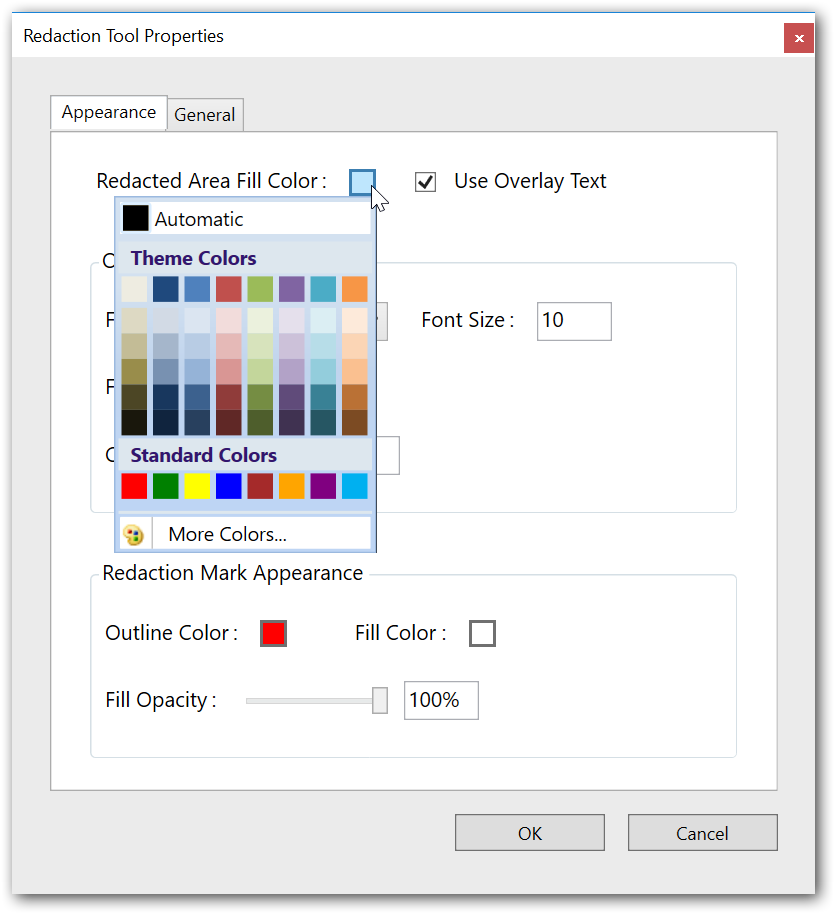 Redaction Tool Properties
Appearance
General
Redacted Area Fill Color :
Use Overlay Text
Automatic
Theme Colors
Font Size :
10
Standard Colors
More Colors...
Redaction Mark Appearance
Outline Color :
Fill Color :
Fill Opacity :
100%
OK
Cancel